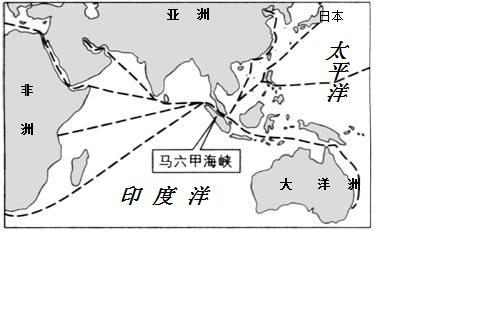 亚 洲
日本
太平洋
非洲
马六甲海峡
印 度 洋
大 洋 洲